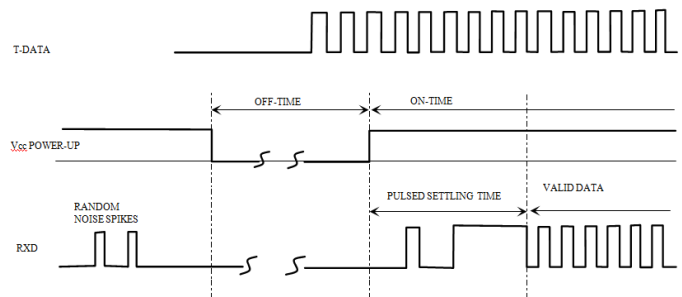 T-DATA
OFF-TIME
ON-TIME
Vcc POWER-UP
PULSED SETTLING TIME
VALID DATA
RANDOM
NOISE SPIKES
RXD